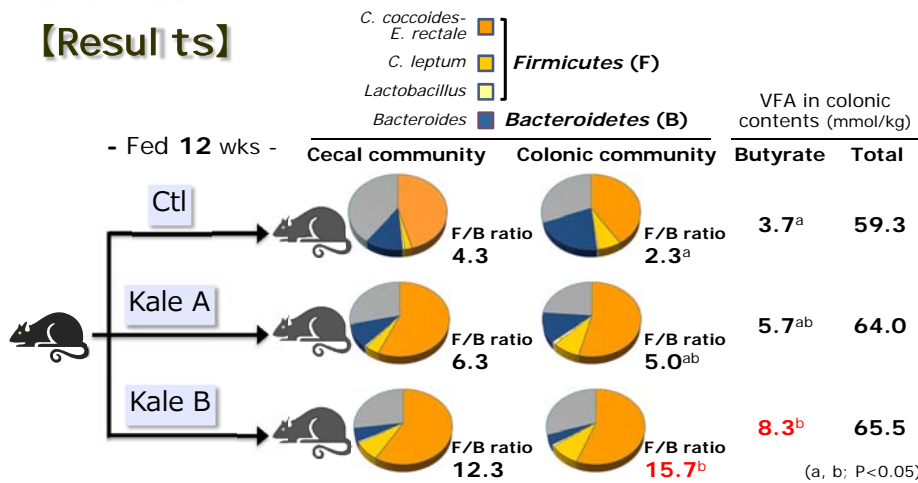 【Results】
C. coccoides-
E. rectale
C. leptum
Firmicutes (F)
Lactobacillus
Bacteroides
Bacteroidetes (B)
VFA in colonic
contents (mmol/kg)
- Fed 12 wks -
Cecal community
Colonic community
Butyrate
Total
Ctl
F/B ratio
4.3
F/B ratio
2.3a
3.7a
59.3
Kale A
F/B ratio
6.3
F/B ratio
5.0ab
5.7ab
64.0
Kale B
F/B ratio
12.3
F/B ratio
15.7b
8.3b
65.5
(a, b; P<0.05)